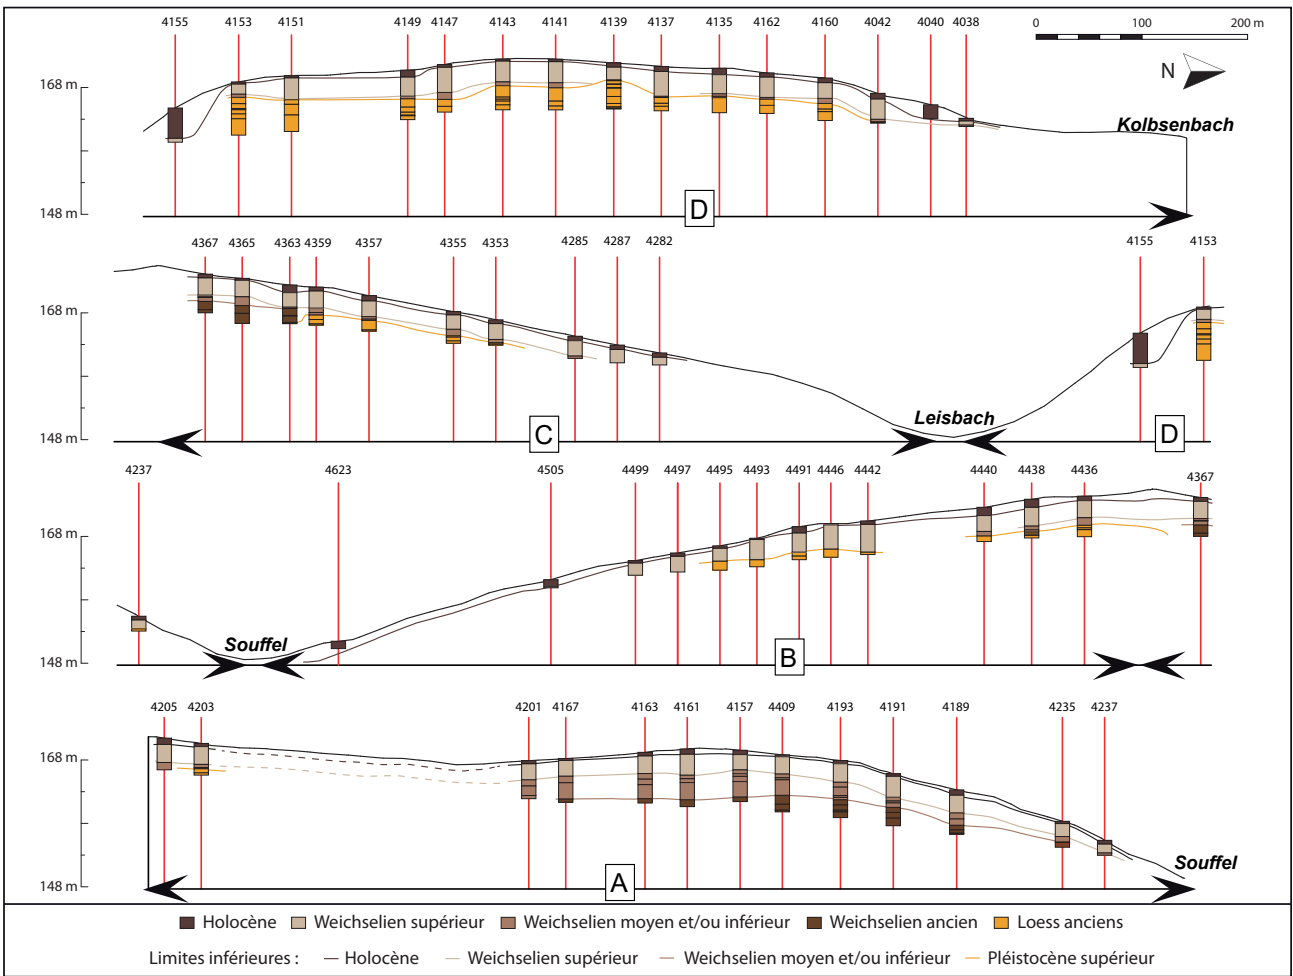 4155 4153 4151 4149 4147 4143 4141 4139 4137 4135 4162 4160 4042 4040 4038
0 100 200 m
N
168 m
Kolbsenbach
148 m
D
4367 4365 4363 4359 4357 4355 4353 4285 4287 4282 4155 4153
168 m
Leisbach
148 m
C
D
4237 4623 4505 4499 4497 4495 4493 4491 4446 4442 4440 4438 4436 4367
168 m
Souffel
148 m
B
4205 4203 4201 4167 4163 4161 4157 4409 4193 4191 4189 4235 4237
168 m
Souffel
148 m
A
Holocène Weichselien supérieur Weichselien moyen et/ou inférieur Weichselien ancien Loess anciens
Limites inférieures : Holocène Weichselien supérieur Weichselien moyen et/ou inférieur Pléistocène supérieur